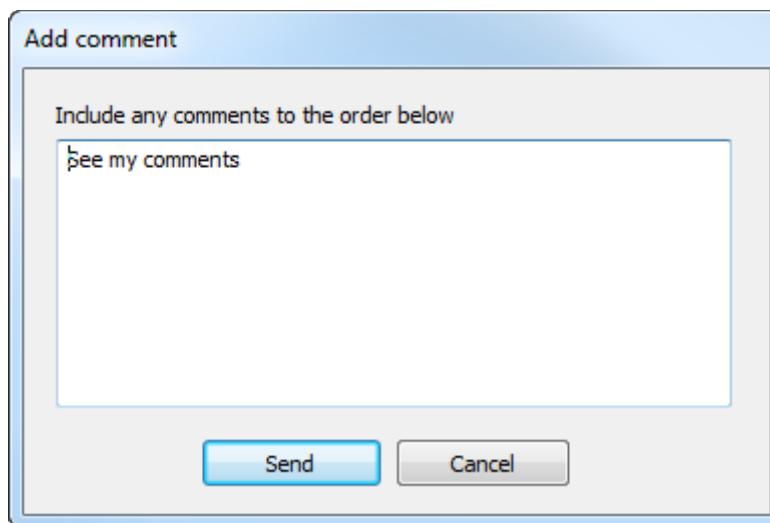 Add comment
Include any comments to the order below
See my comments
Send
Cancel